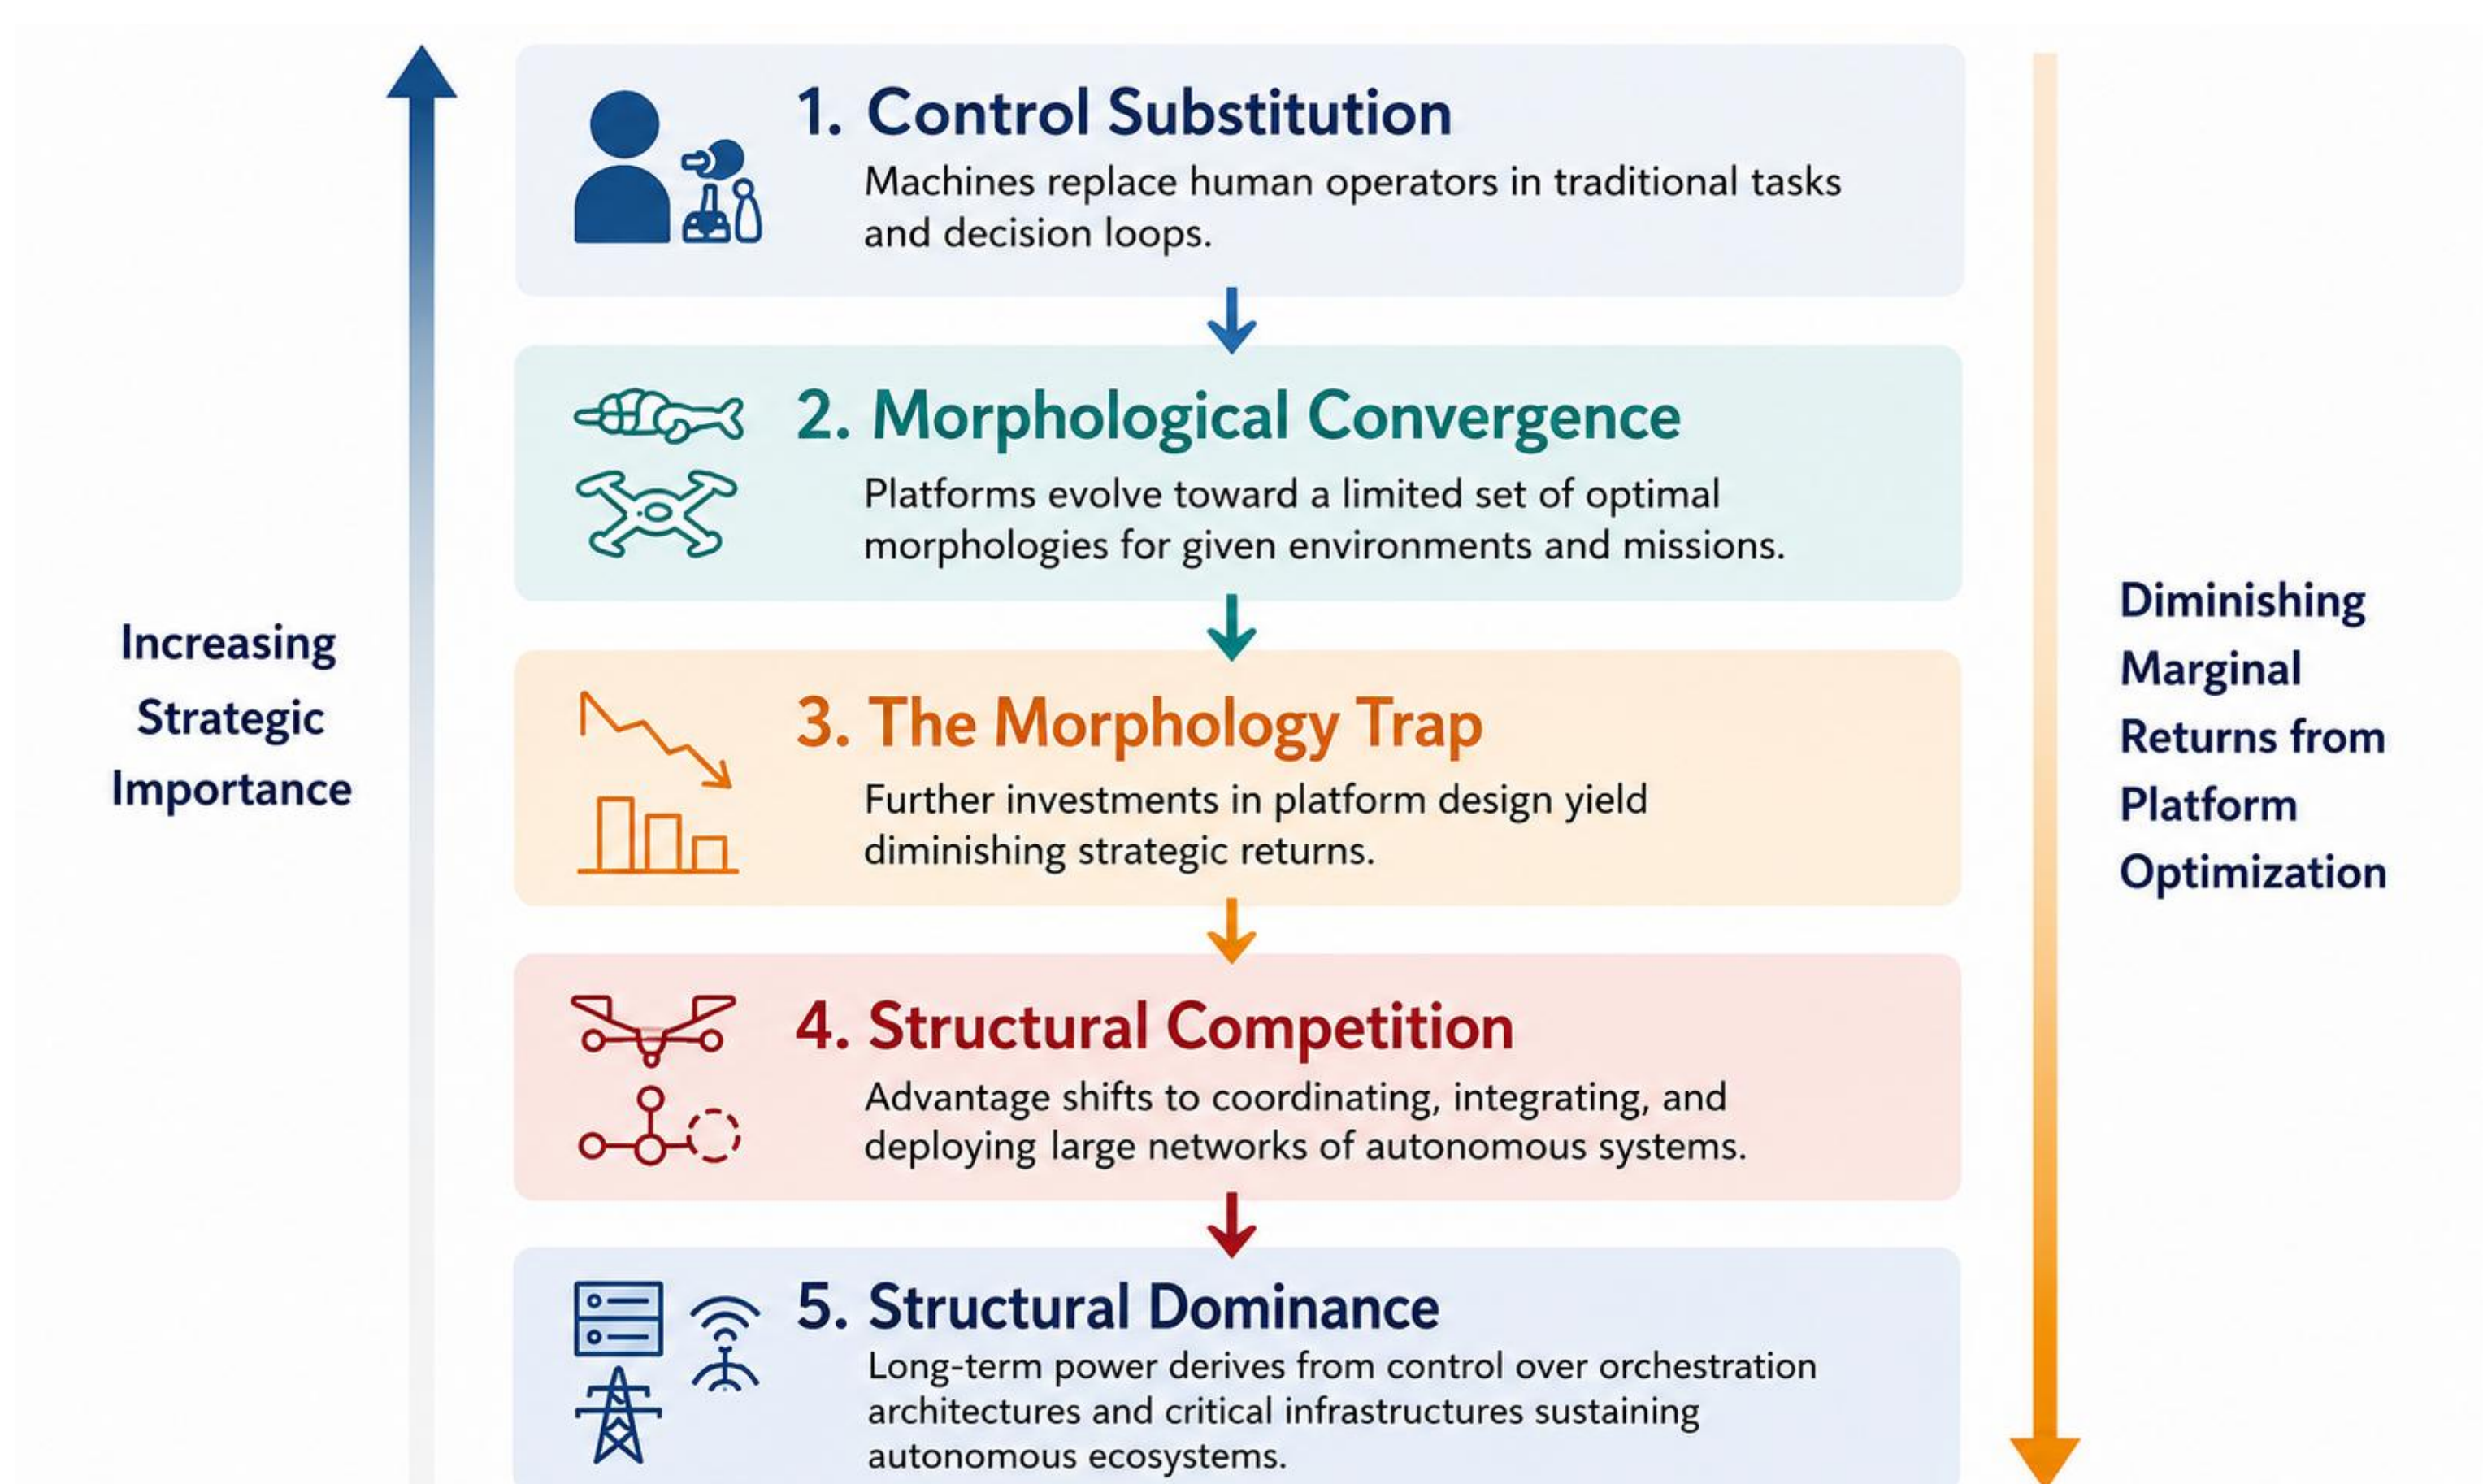 1. Control Substitution
Machines replace human operators in traditional tasks
and decision loops.
2. Morphological Convergence
Platforms evolve toward a limited set of optimal
morphologies for given environments and missions.
Increasing
Strategic
Importance
3. The Morphology Trap
Further investments in platform design yield
diminishing strategic returns.
Diminishing
Marginal
Returns from
Platform
Optimization
4. Structural Competition
Advantage shifts to coordinating, integrating, and
deploying large networks of autonomous systems.
5. Structural Dominance
Long-term power derives from control over orchestration
architectures and critical infrastructures sustaining
autonomous ecosystems.